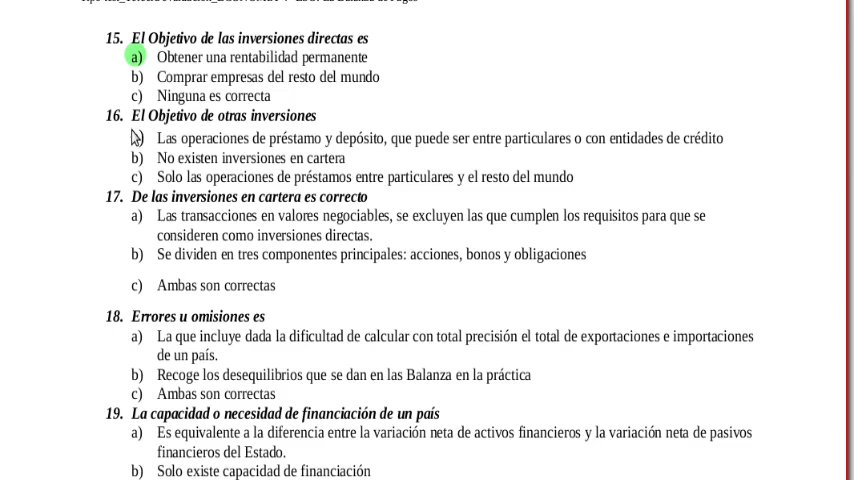 15. El Objetivo de las inversiones directas es
a) Obtener una rentabilidad permanente
b) Comprar empresas del resto del mundo
c) Ninguna es correcta
16. El Objetivo de otras inversiones
Las operaciones de préstamo y depósito, que puede ser entre particulares o con entidades de crédito
b) No existen inversiones en cartera
c) Solo las operaciones de préstamos entre particulares y el resto del mundo
17. De las inversiones en cartera es correcto
a) Las transacciones en valores negociables, se excluyen las que cumplen los requisitos para que se
consideren como inversiones directas.
b) Se dividen en tres componentes principales: acciones, bonos y obligaciones
c) Ambas son correctas
18. Errores u omisiones es
a) La que incluye dada la dificultad de calcular con total precisión el total de exportaciones e importaciones
de un país.
b) Recoge los desequilibrios que se dan en las Balanza en la práctica
c) Ambas son correctas
19. La capacidad o necesidad de financiación de un país
a) Es equivalente a la diferencia entre la variación neta de activos financieros y la variación neta de pasivos
financieros del Estado.
b) Solo existe capacidad de financiación